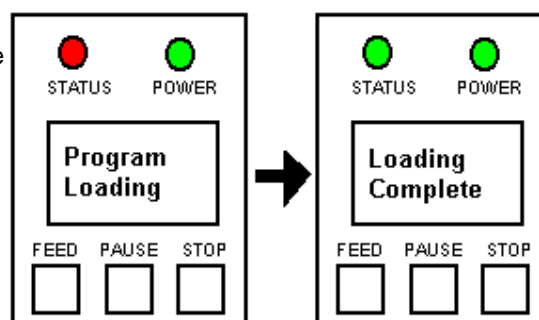 e
STATUS POWER
Program
Loading
FEED PAUSE STOP
STATUS POWER
Loading
Complete
FEED PAUSE STOP